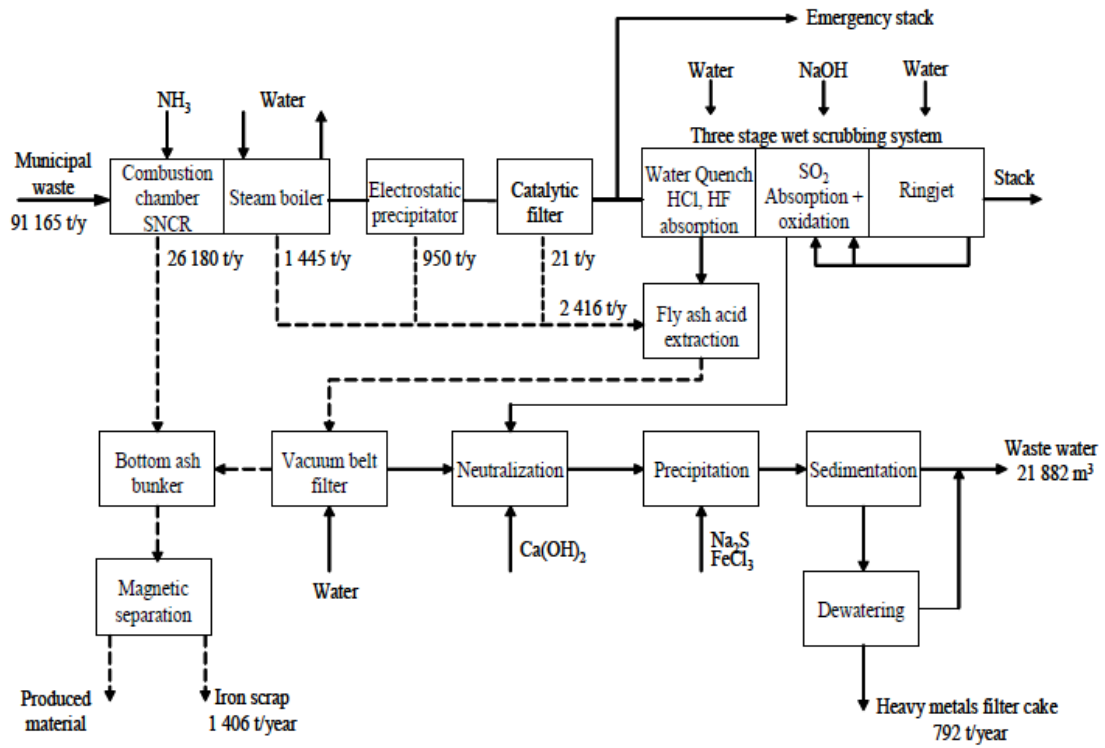 Emergency stack
Water
NaOH
Water
NH3
Water
Three stage wet scrubbing system
Municipal
waste
91 165 t/y
Combustion
chamber
SNCR
Steam boiler
Electrostatic
precipitator
Catalytic
filter
Water Quench
HCl, HF
absorption
SO2
Absorption +
oxidation
Ringjet
Stack
26 180 t/y
1 445 t/y
950 t/y
21 t/y
2 416 t/y
Fly ash acid
extraction
Bottom ash
bunker
Vacuum belt
filter
Neutralization
Precipitation
Sedimentation
Waste water
21 882 m3
Ca(OH)2
Na2S
FeCl3
Water
Magnetic
separation
Dewatering
Produced
material
Iron scrap
1 406 t/year
Heavy metals filter cake
792 t/year